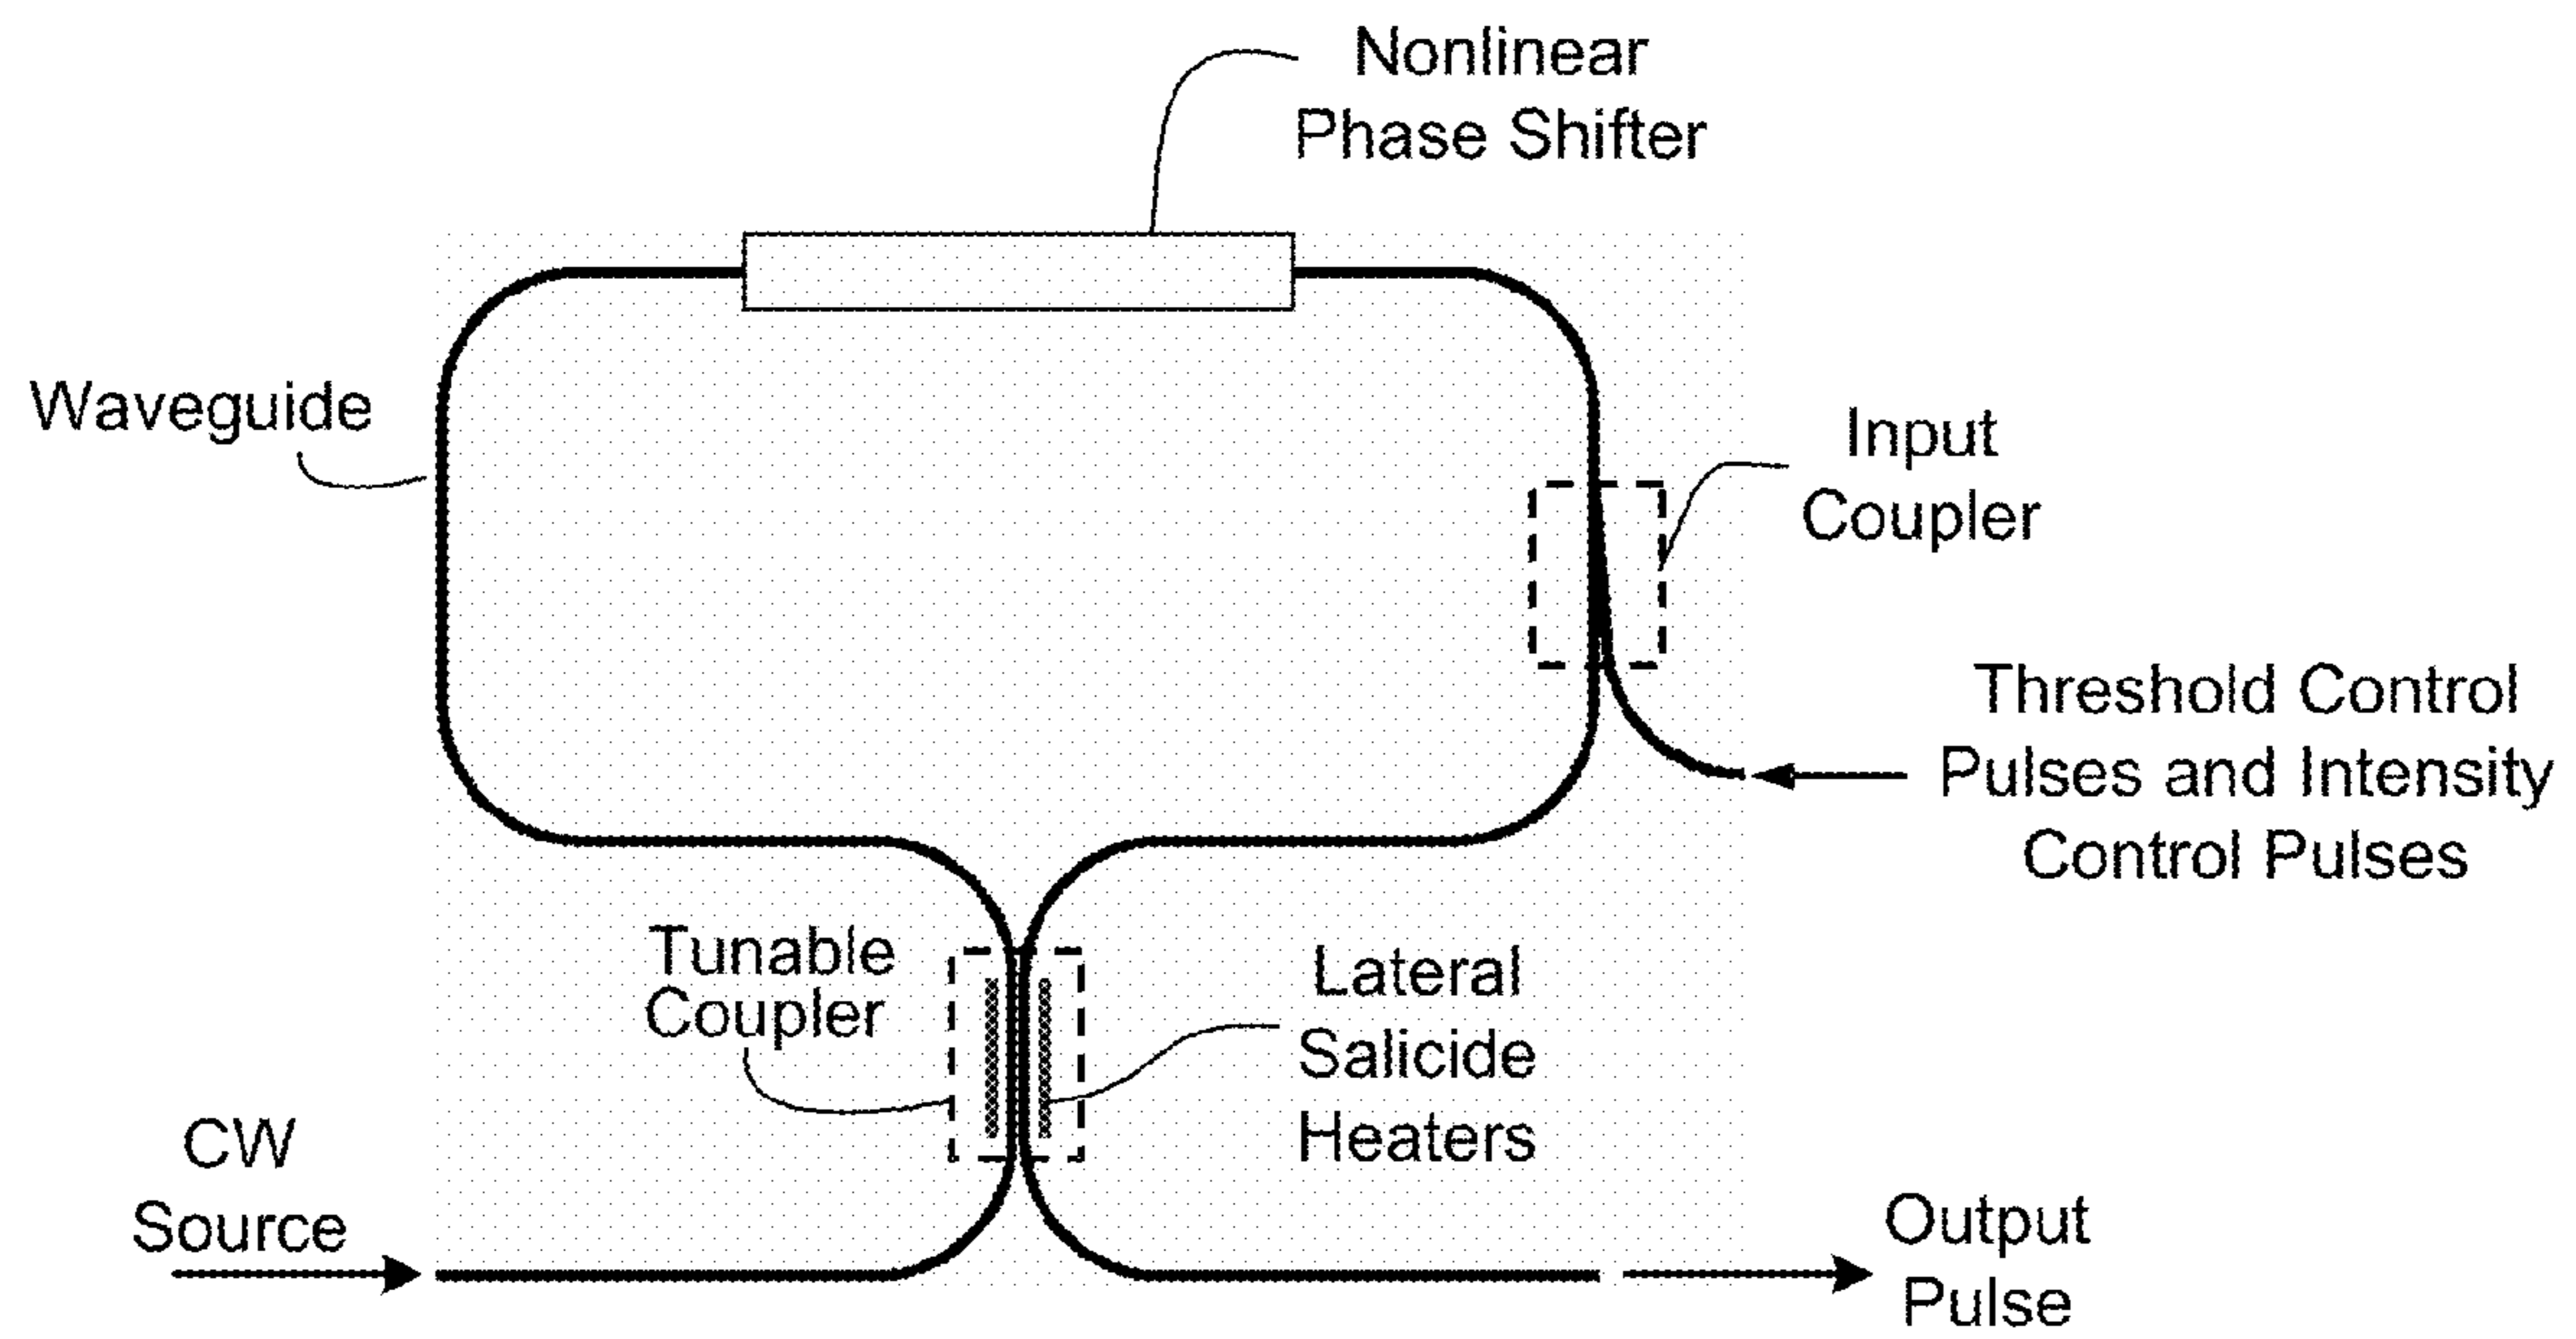 Nonlinear
Phase Shifter
Waveguide
Input
Coupler
Threshold Control
Pulses and Intensity
Control Pulses
Tunable
Coupler
Lateral
Salicide
Heaters
CW
Source
Output
Pulse